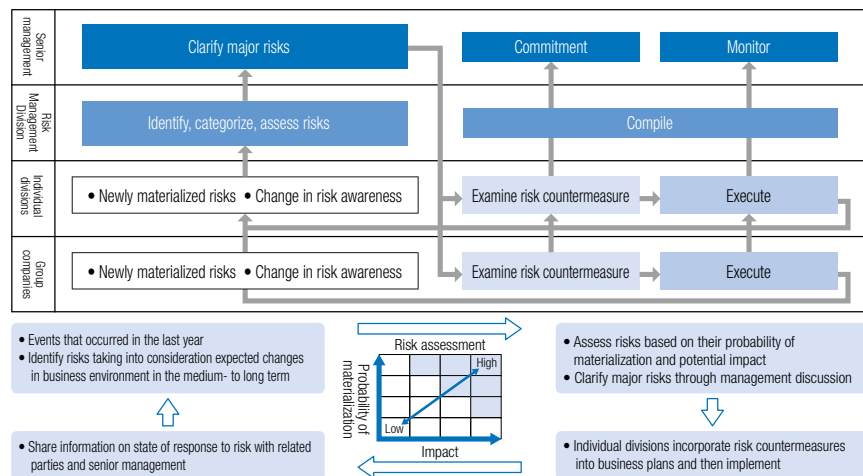 Senior
management
Clarify major risks
Commitment
Monitor
Risk
Management
Division
Identify, categorize, assess risks
Compile
Individual
divisions
• Newly materialized risks • Change in risk awareness
Examine risk countermeasure
Execute
Group
companies
• Newly materialized risks • Change in risk awareness
Examine risk countermeasure
Execute
• Events that occurred in the last year
• Identify risks taking into consideration expected changes
in business environment in the medium- to long term
• Share information on state of response to risk with related
parties and senior management
Risk assessment
Probability of
materialization
High
Low
Impact
• Assess risks based on their probability of
materialization and potential impact
• Clarify major risks through management discussion
• Individual divisions incorporate risk countermeasures
into business plans and then implement